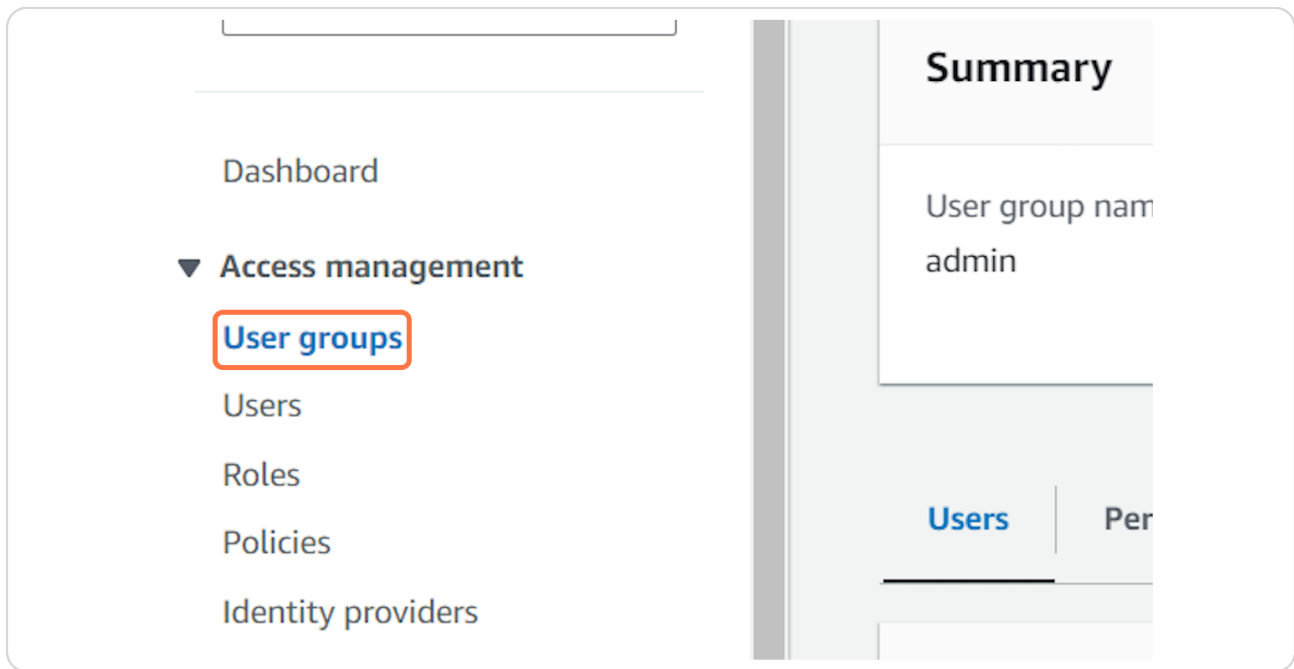 Dashboard
Access management
User groups
Users
Roles
Policies
Identity providers
Summary
User group nam
admin
Users
Per